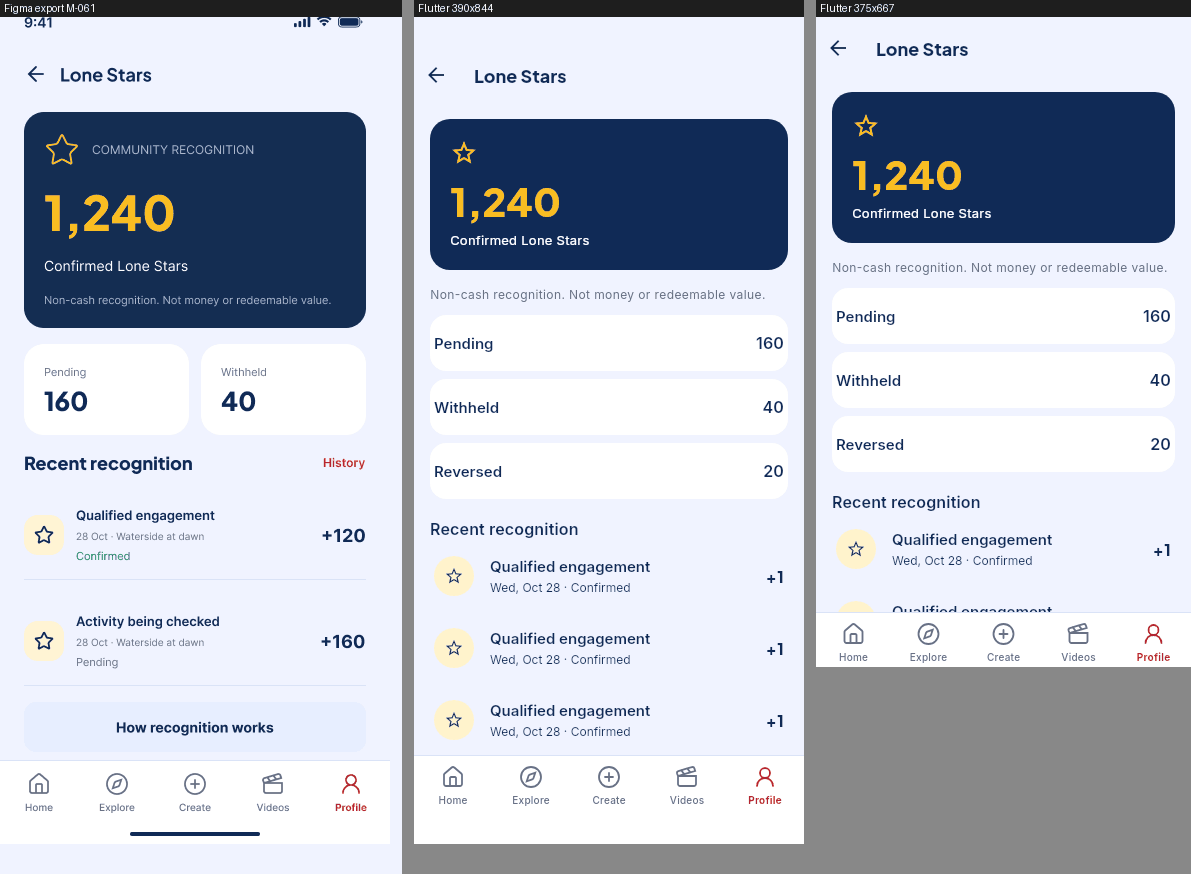 Figma export M-061
9:41
Lone Stars
COMMUNITY RECOGNITION
1,240
Confirmed Lone Stars
Non-cash recognition. Not money or redeemable value.
Pending
160
Withheld
40
Recent recognition
History
Qualified engagement
28 Oct · Waterside at dawn
Confirmed
+120
Activity being checked
28 Oct · Waterside at dawn
Pending
+160
How recognition works
Home
Explore
Create
Videos
Profile
Flutter 390x844
Lone Stars
1,240
Confirmed Lone Stars
Non-cash recognition. Not money or redeemable value.
Pending
160
Withheld
40
Reversed
20
Recent recognition
Qualified engagement
Wed, Oct 28 · Confirmed
+1
Qualified engagement
Wed, Oct 28 · Confirmed
+1
Qualified engagement
Wed, Oct 28 · Confirmed
+1
Home
Explore
Create
Videos
Profile
Flutter 375x667
Lone Stars
1,240
Confirmed Lone Stars
Non-cash recognition. Not money or redeemable value.
Pending
160
Withheld
40
Reversed
20
Recent recognition
Qualified engagement
Wed, Oct 28 · Confirmed
+1
Qualified engagement
Home
Explore
Create
Videos
Profile